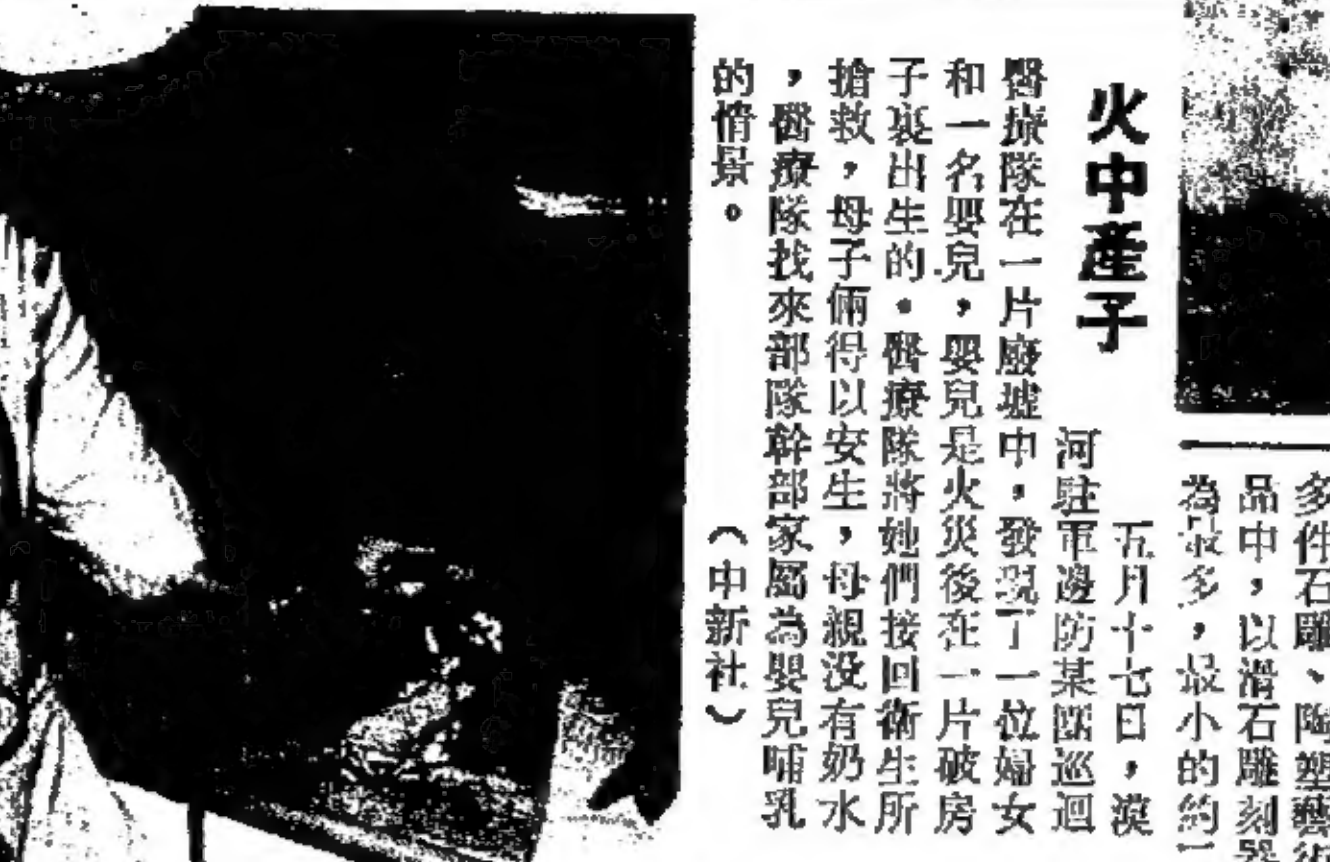 多件石雕、陶塑藝術
品中，以滑石雕刻器
為最多，最小的約一
火中產子
五月十七日，漠
河駐軍邊防某團巡迴
醫療隊在一片廢墟中，發現了一位婦女
和一名嬰兒，嬰兒是火災後在一片破房
子裏出生的。醫療隊將她們接回衛生所
搶救，母子倆得以安生，母親没有奶水
，醫療隊找來部隊幹部家屬為嬰兒哺乳
的情景。
（中新社）